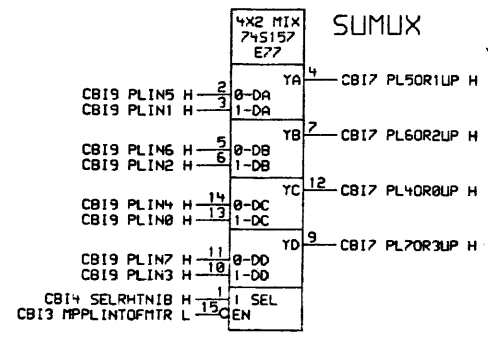 4X2 MIX
74S157
E77
SUMUX
YA 4 CBI7 PL5OR1UP H
CBI9 PLIN5 H 2 0-DA
CBI9 PLIN1 H 3 1-DA
YB 7 CBI7 PL6OR2UP H
CBI9 PLIN6 H 5 0-DB
CBI9 PLIN2 H 6 1-DB
YC 12 CBI7 PL4OR0UP H
CBI9 PLIN4 H 14 0-DC
CBI9 PLIN0 H 13 1-DC
YD 9 CBI7 PL7OR3UP H
CBI9 PLIN7 H 11 0-DD
CBI9 PLIN3 H 10 1-DD
CBI4 SELRHTNIB H 1 1 SEL
CBI3 MPPLINTOFMTR L 15 EN